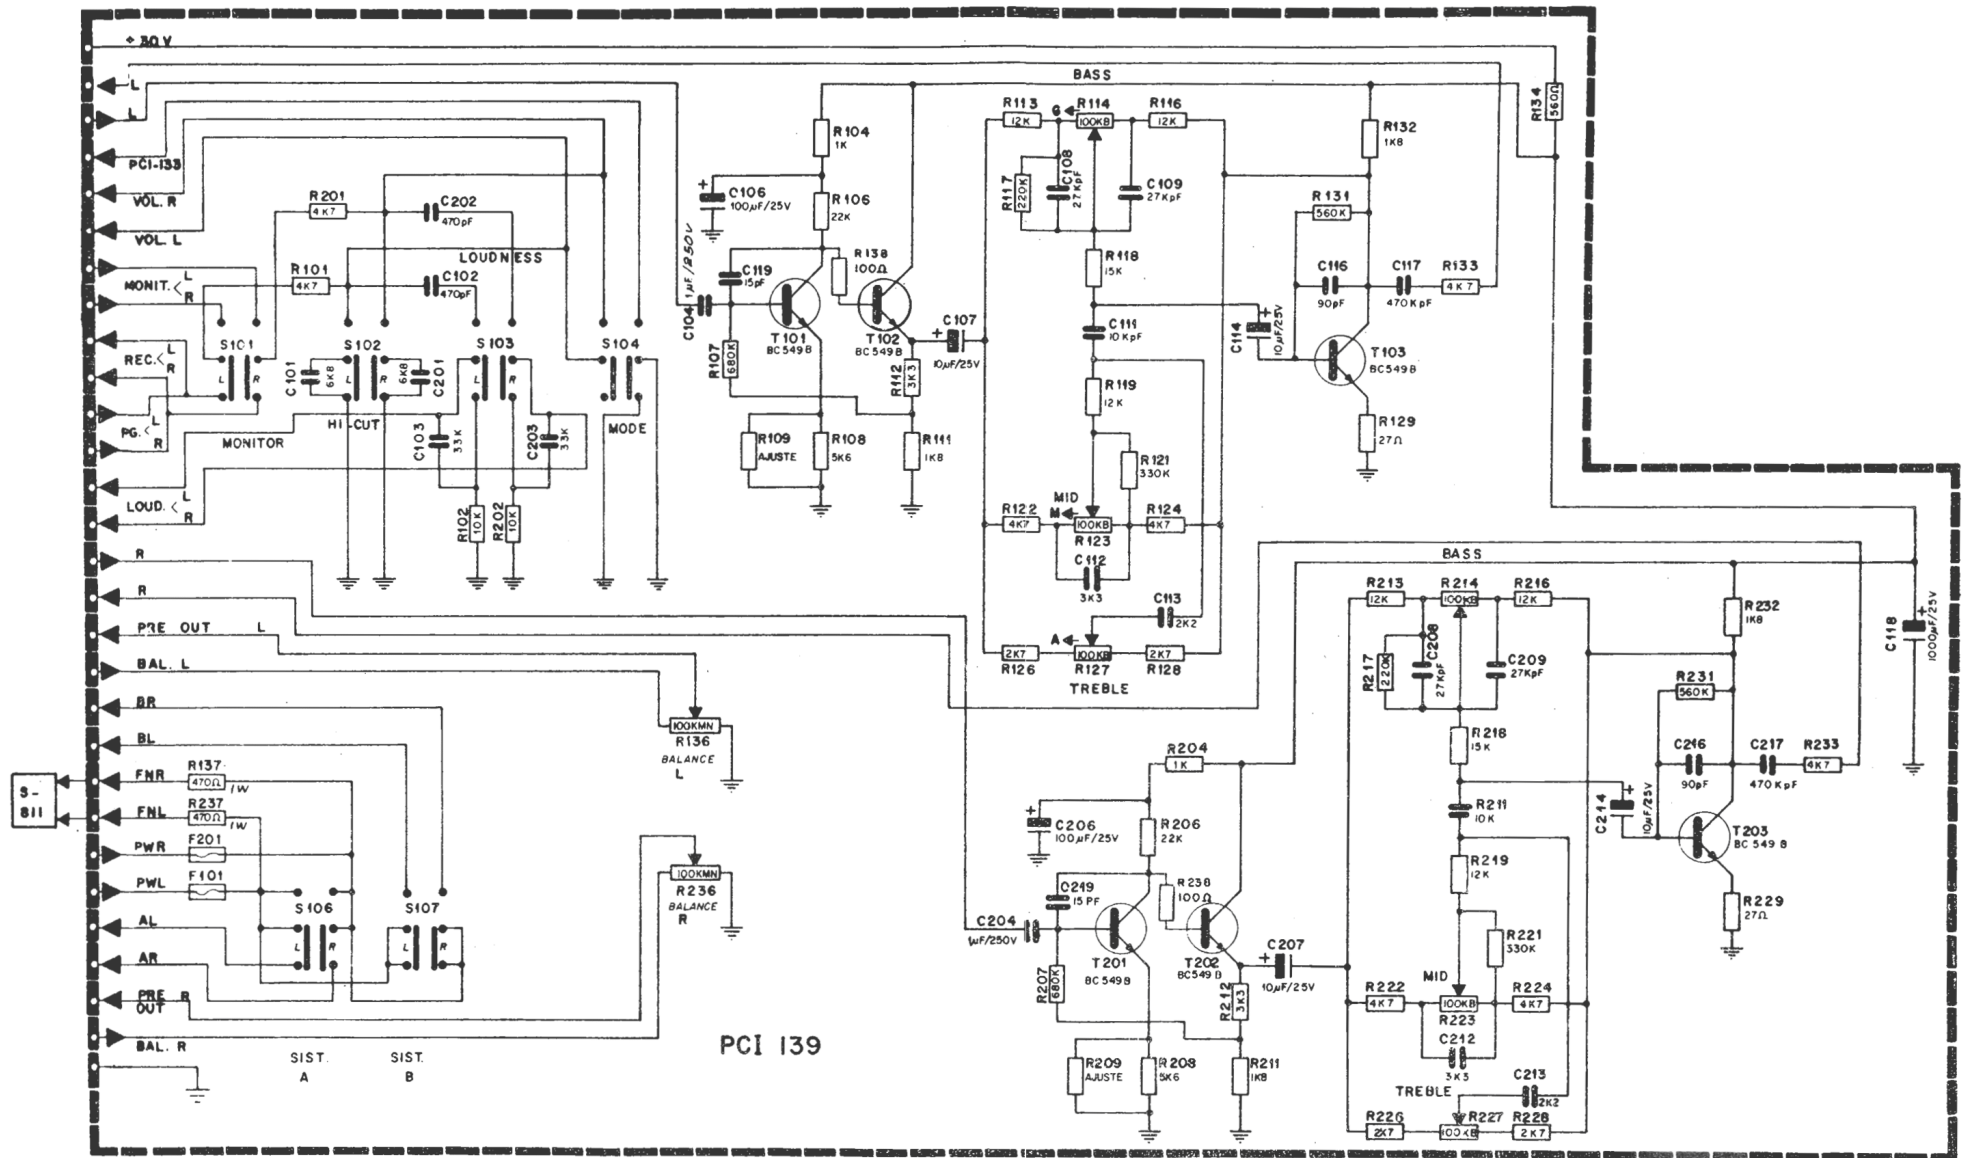 + 30 V
L
L
PCI-133
VOL. R
VOL. L
MONIT. < L
R
REC. < L
R
PG. < L
R
LOUD. < L
R
R
R
PRE OUT L
BAL. L
BR
BL
FNR
FNL
PWR
PWL
AL
AR
PRE R
OUT
BAL. R
S-
811
R201
4K7
C202
470pF
LOUDNESS
R101
4K7
C102
470pF
S101
L R
MONITOR
S102
L R
C101
6K8
C201
6K8
HI-CUT
S103
L R
C103
33K
C203
33K
S104
MODE
R102
10K
R202
10K
R104
1K
C106
100µF/25V
R106
22K
C104 1µF/250V
C119
15pF
R138
100Ω
T101
BC549B
T102
BC549B
R107
680K
R112
3K3
R109
AJUSTE
R108
5K6
R111
1K8
C107
10µF/25V
BASS
R113
12K
G
R114
100KB
R116
12K
R117
220K
C108
27KpF
C109
27KpF
R118
15K
C111
10KpF
R119
12K
R121
330K
MID
M
R122
4K7
100KB
R123
R124
4K7
C112
3K3
C113
2K2
A
2K7
R126
100KB
R127
2K7
R128
TREBLE
C114
10µF/25V
R132
1K8
R131
560K
C116
90pF
C117
470KpF
R133
4K7
T103
BC549B
R129
27Ω
R134
560Ω
100KMN
R136
BALANCE
L
100KMN
R236
BALANCE
R
R137
470Ω
1W
R237
470Ω
1W
F201
F101
S106
L R
S107
L R
SIST.
A
SIST.
B
PCI 139
R204
1K
C206
100µF/25V
R206
22K
C219
15PF
R238
100Ω
C204
1µF/250V
T201
BC549B
T202
BC549B
R207
680K
R212
3K3
R209
AJUSTE
R208
5K6
R211
1K8
C207
10µF/25V
BASS
R213
12K
R214
100KB
R216
12K
R217
220K
C208
27KpF
C209
27KpF
R218
15K
R211
10K
R219
12K
R221
330K
MID
R222
4K7
100KB
R223
R224
4K7
C212
3K3
C213
2K2
TREBLE
R226
2K7
R227
100KB
R228
2K7
C214
10µF/25V
R232
1K8
R231
560K
C216
90pF
C217
470KpF
R233
4K7
T203
BC549B
R229
27Ω
C118
1000µF/25V